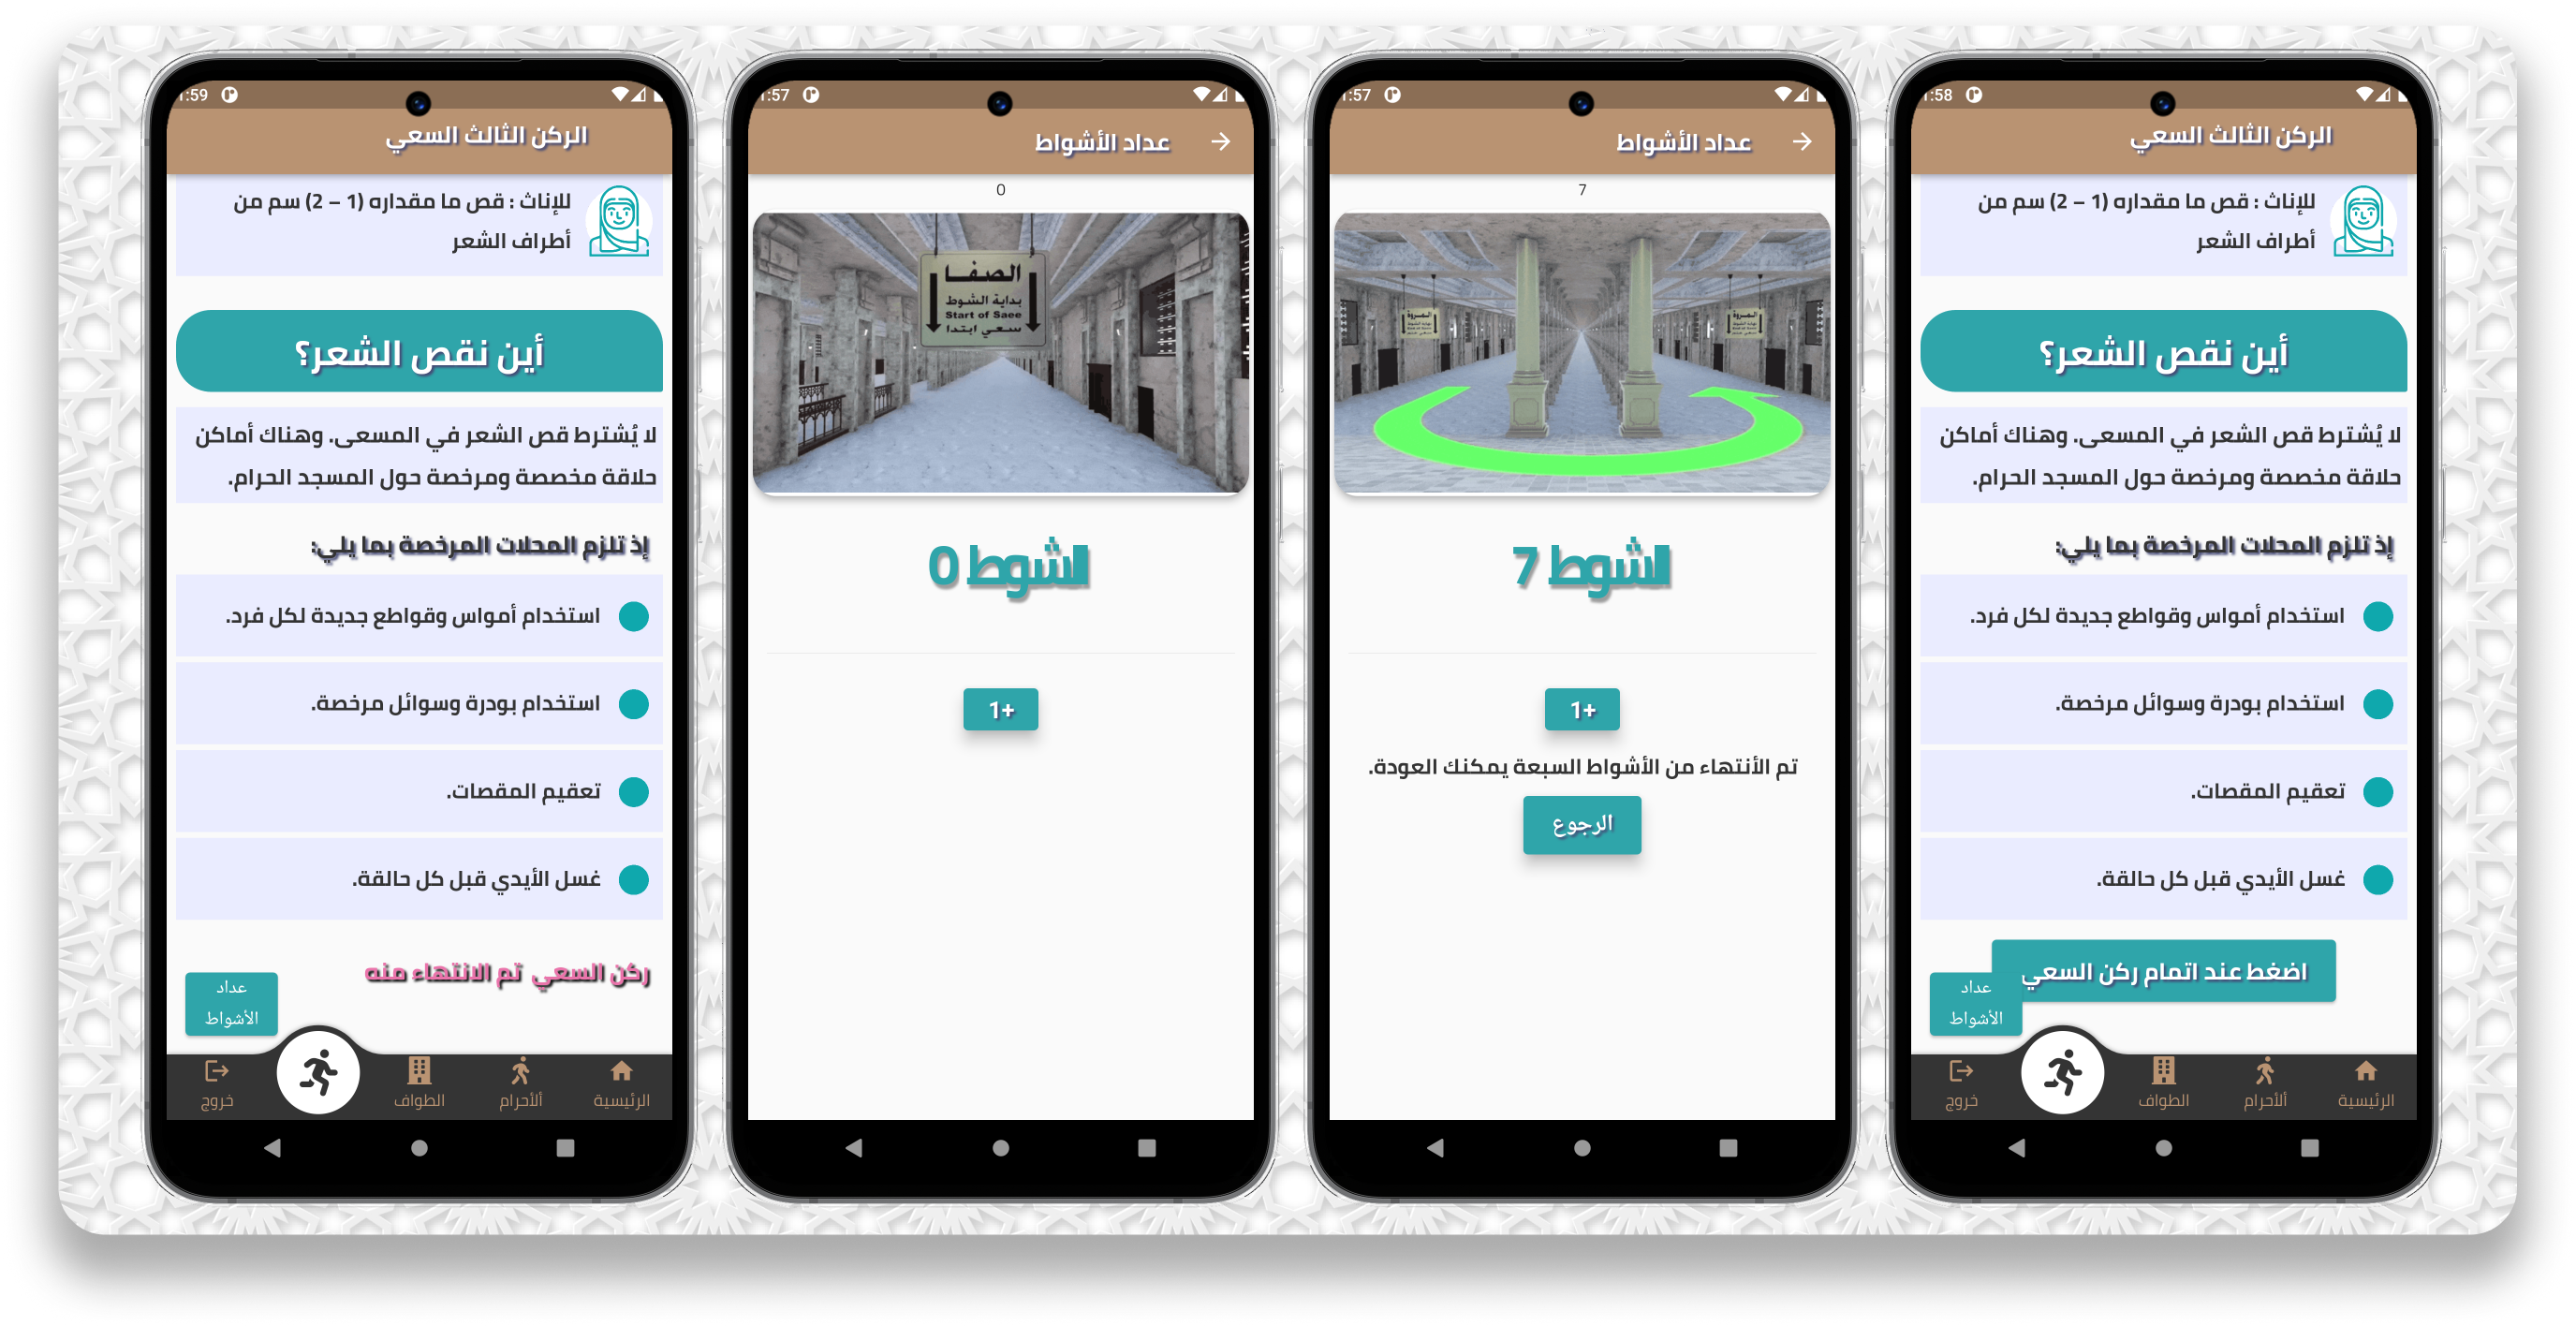 1:59
الركن الثالث السعي
للإناث : قص ما مقداره (1 – 2) سم من
أطراف الشعر
أين نقص الشعر؟
لا يُشترط قص الشعر في المسعى. وهناك أماكن
حلاقة مخصصة ومرخصة حول المسجد الحرام.
إذ تلزم المحلات المرخصة بما يلي:
استخدام أمواس وقواطع جديدة لكل فرد.
استخدام بودرة وسوائل مرخصة.
تعقيم المقصات.
غسل الأيدي قبل كل حالقة.
ركن السعي تم الانتهاء منه
عداد
الأشواط
الرئيسية
ألأحرام
الطواف
خروج
1:57
عداد الأشواط
0
الصفا
بداية الشوط
Start of Saee
سعي ابتدا
الشوط 0
1+
1:57
عداد الأشواط
7
المروة
المروة
الشوط 7
1+
تم الأنتهاء من الأشواط السبعة يمكنك العودة.
الرجوع
1:58
الركن الثالث السعي
للإناث : قص ما مقداره (1 – 2) سم من
أطراف الشعر
أين نقص الشعر؟
لا يُشترط قص الشعر في المسعى. وهناك أماكن
حلاقة مخصصة ومرخصة حول المسجد الحرام.
إذ تلزم المحلات المرخصة بما يلي:
استخدام أمواس وقواطع جديدة لكل فرد.
استخدام بودرة وسوائل مرخصة.
تعقيم المقصات.
غسل الأيدي قبل كل حالقة.
اضغط عند اتمام ركن السعي
عداد
الأشواط
الرئيسية
ألأحرام
الطواف
خروج